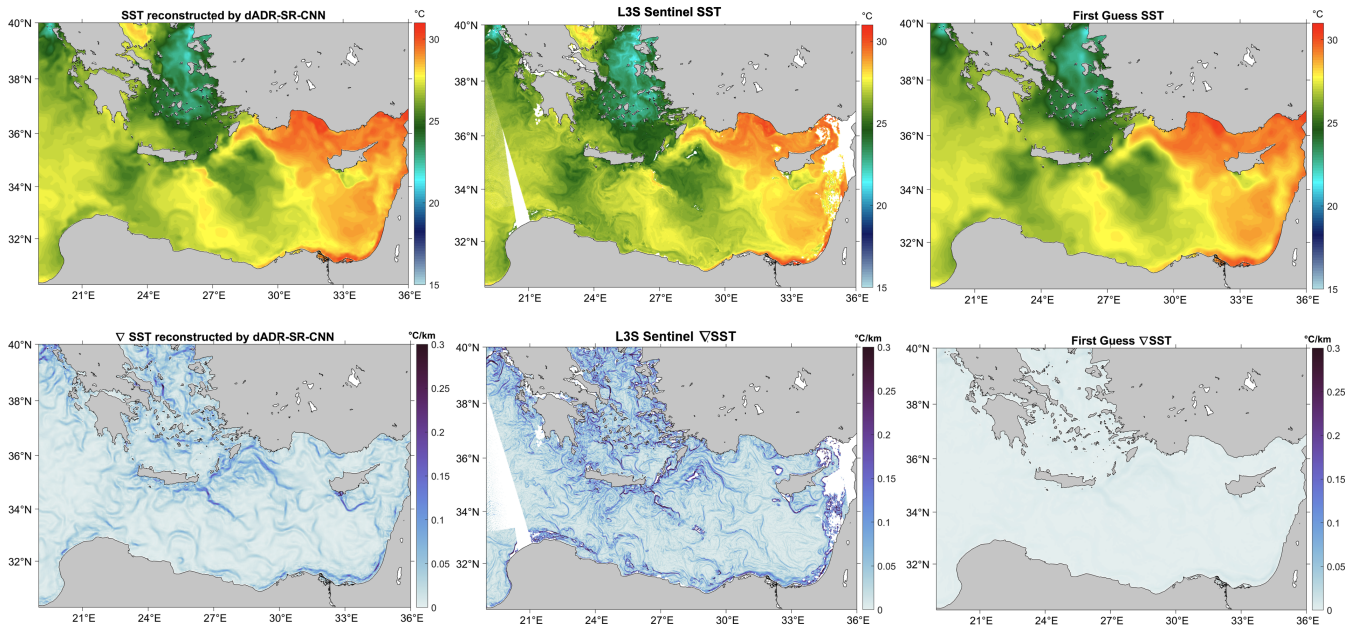 SST reconstructed by dADR-SR-CNN
°C
40°N
38°N
36°N
34°N
32°N
21°E 24°E 27°E 30°E 33°E 36°E
30
25
20
15
L3S Sentinel SST
°C
40°N
38°N
36°N
34°N
32°N
21°E 24°E 27°E 30°E 33°E 36°E
30
25
20
15
First Guess SST
°C
40°N
38°N
36°N
34°N
32°N
21°E 24°E 27°E 30°E 33°E 36°E
30
25
20
15
∇ SST reconstructed by dADR-SR-CNN
°C/km
40°N
38°N
36°N
34°N
32°N
21°E 24°E 27°E 30°E 33°E 36°E
0.3
0.25
0.2
0.15
0.1
0.05
0
L3S Sentinel ∇SST
°C/km
40°N
38°N
36°N
34°N
32°N
21°E 24°E 27°E 30°E 33°E 36°E
0.3
0.25
0.2
0.15
0.1
0.05
0
First Guess ∇SST
°C/km
40°N
38°N
36°N
34°N
32°N
21°E 24°E 27°E 30°E 33°E 36°E
0.3
0.25
0.2
0.15
0.1
0.05
0